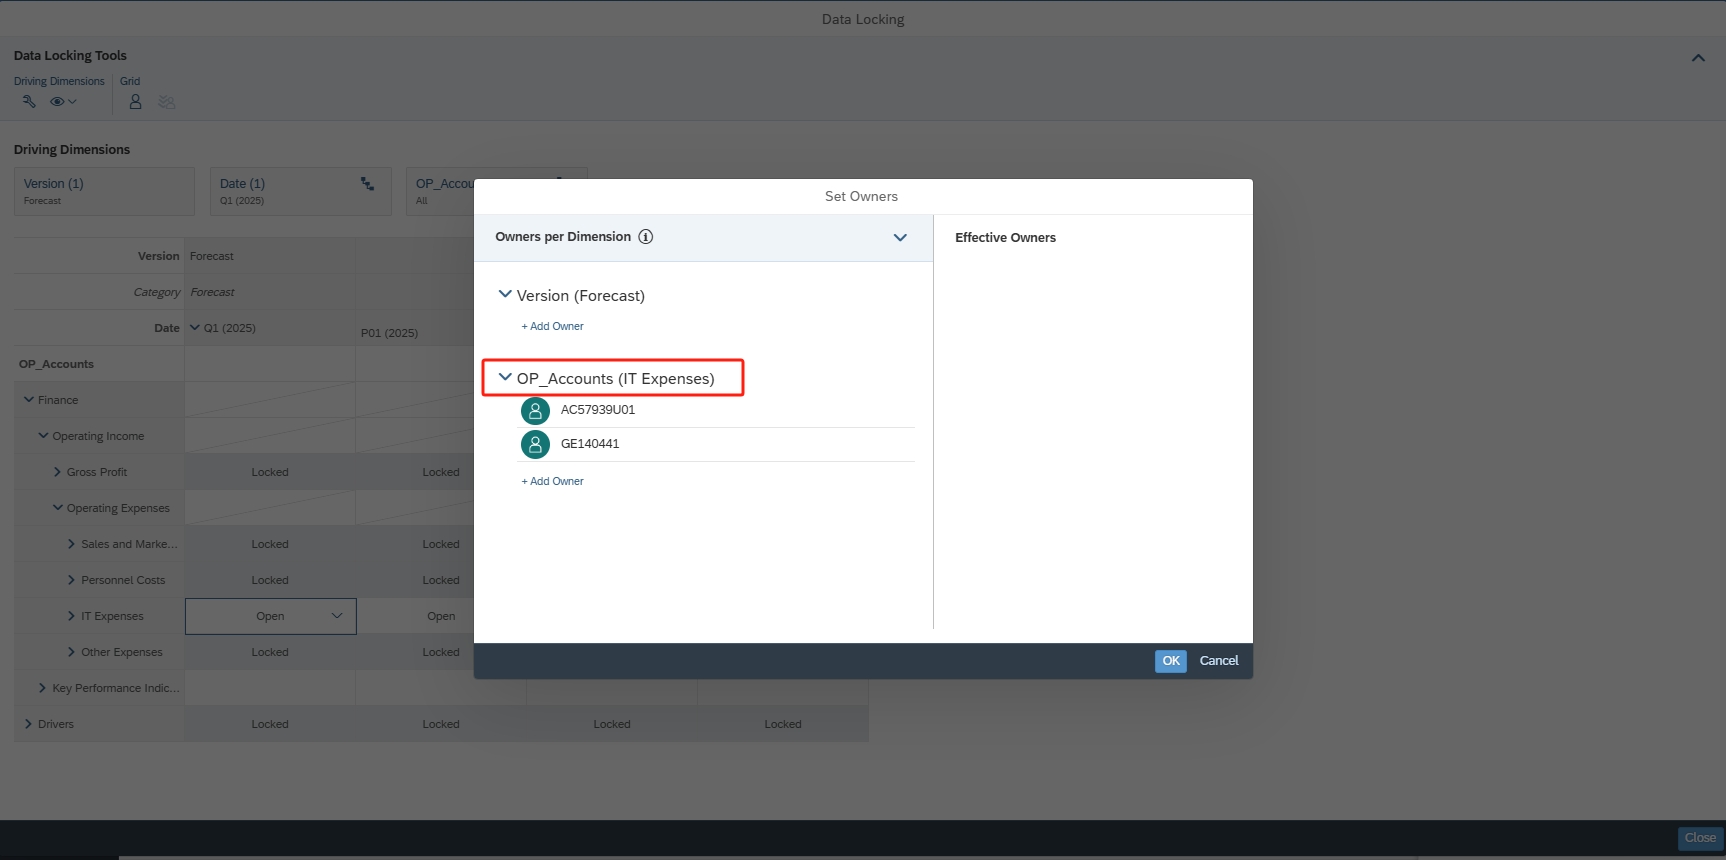 Data Locking
Data Locking Tools
Driving Dimensions
Grid
Driving Dimensions
Version (1)
Forecast
Date (1)
Q1 (2025)
OP_Accou
All
Version
Forecast
Category
Forecast
Date
Q1 (2025)
P01 (2025)
OP_Accounts
Finance
Operating Income
Gross Profit
Locked
Locked
Operating Expenses
Sales and Marke...
Locked
Locked
Personnel Costs
Locked
Locked
IT Expenses
Open
Open
Other Expenses
Locked
Locked
Key Performance Indic...
Drivers
Locked
Locked
Locked
Locked
Set Owners
Owners per Dimension
Version (Forecast)
+ Add Owner
OP_Accounts (IT Expenses)
AC57939U01
GE140441
+ Add Owner
Effective Owners
OK
Cancel
Close